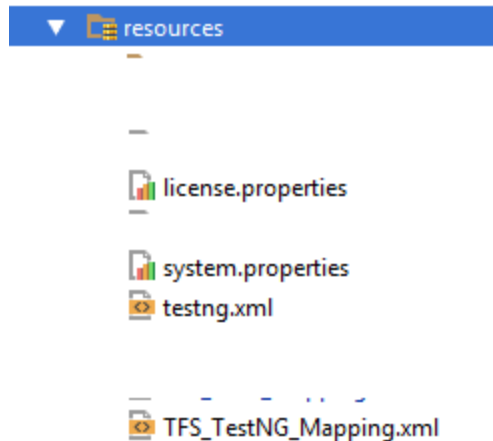 resources
license.properties
system.properties
testng.xml
TFS_TestNG_Mapping.xml